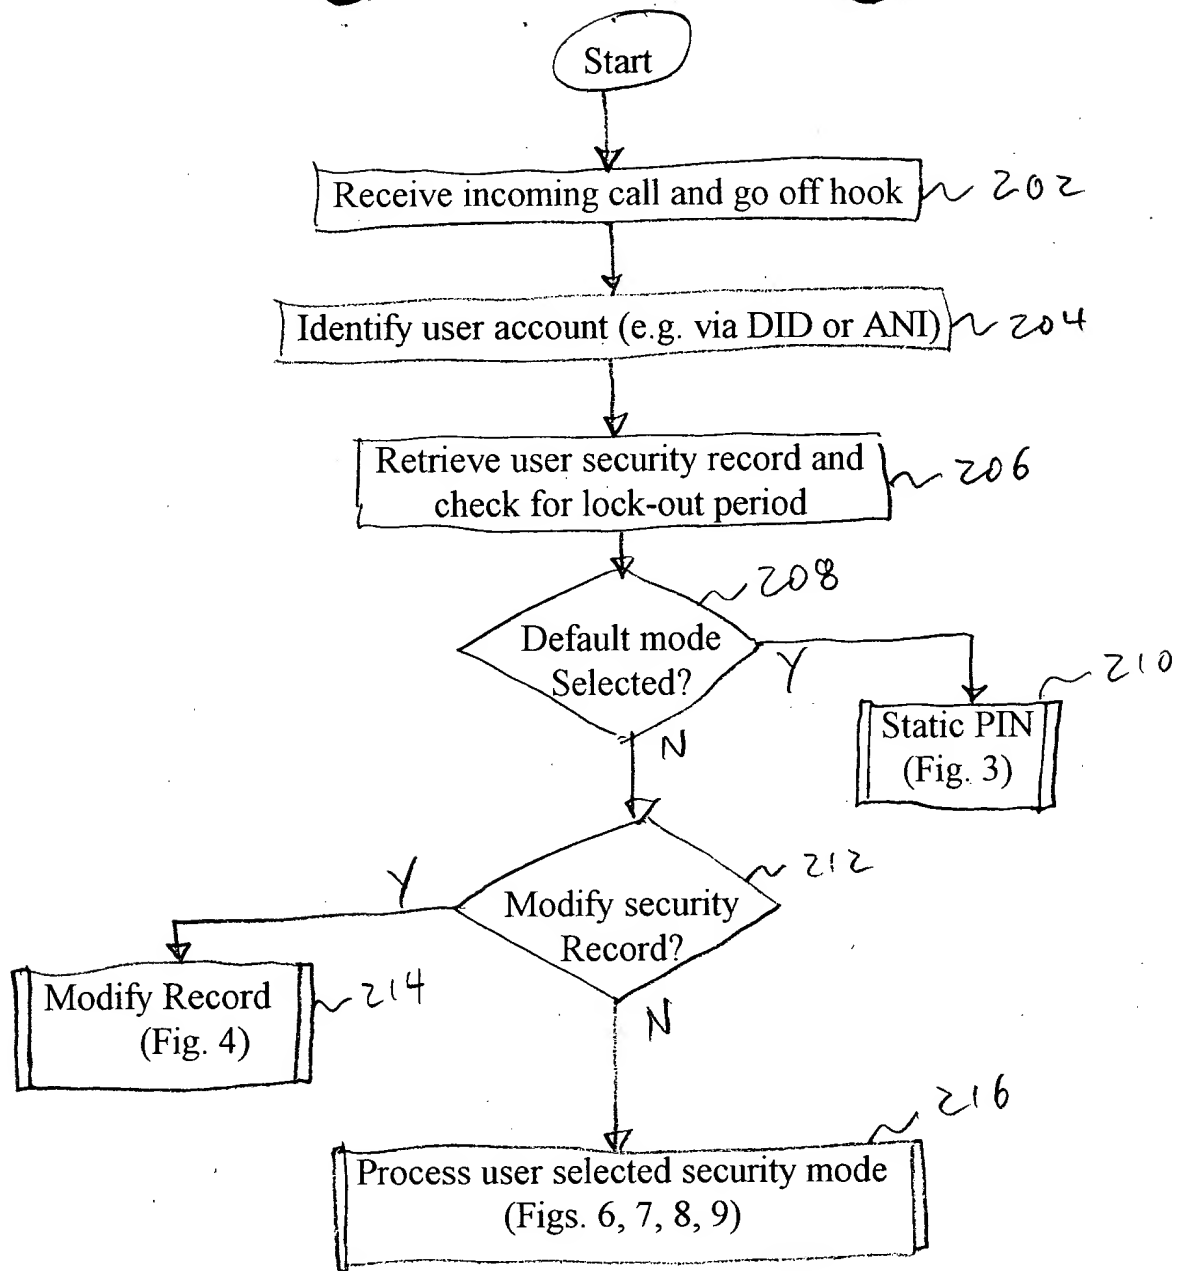 Start
Receive incoming call and go off hook 202
Identify user account (e.g. via DID or ANI) 204
Retrieve user security record and
check for lock-out period
206
208
Default mode
Selected?
Y
210
Static PIN
(Fig. 3)
N
212
Modify security
Record?
Y
Modify Record
(Fig. 4)
214
N
216
Process user selected security mode
(Figs. 6, 7, 8, 9)